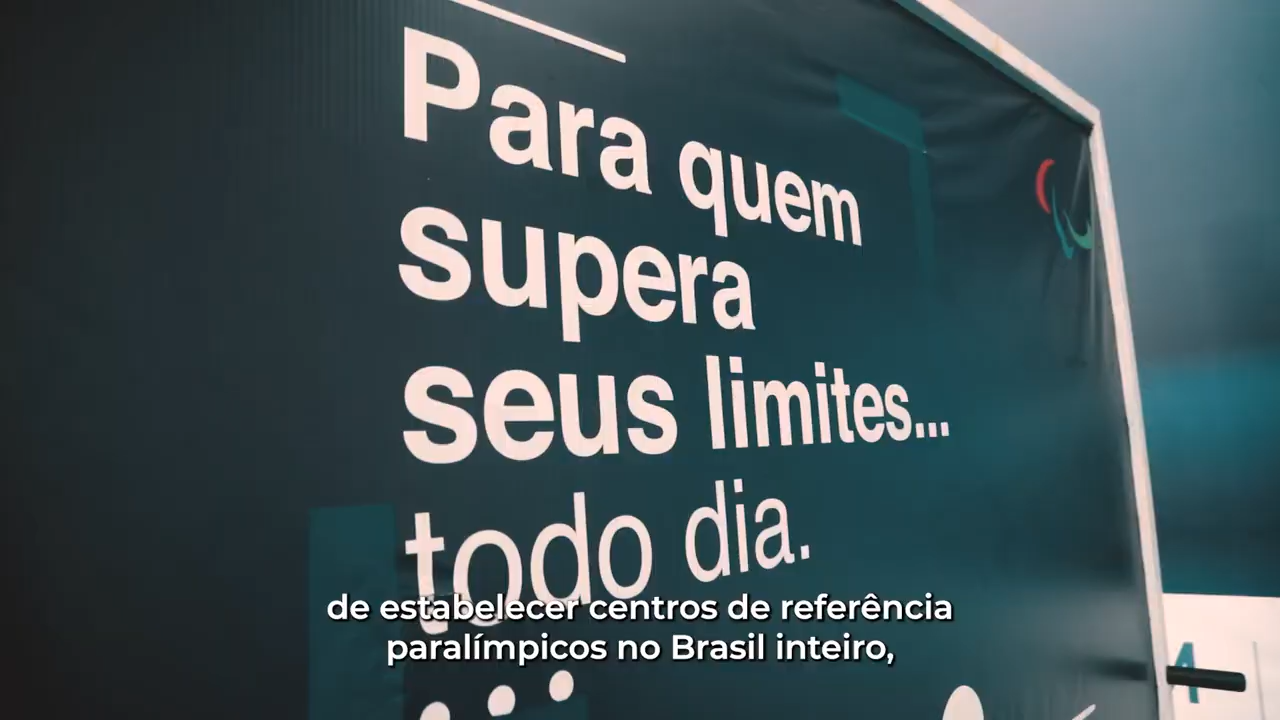 Para quem
supera
seus limites...
todo dia.
de estabelecer centros de referência
paralímpicos no Brasil inteiro,